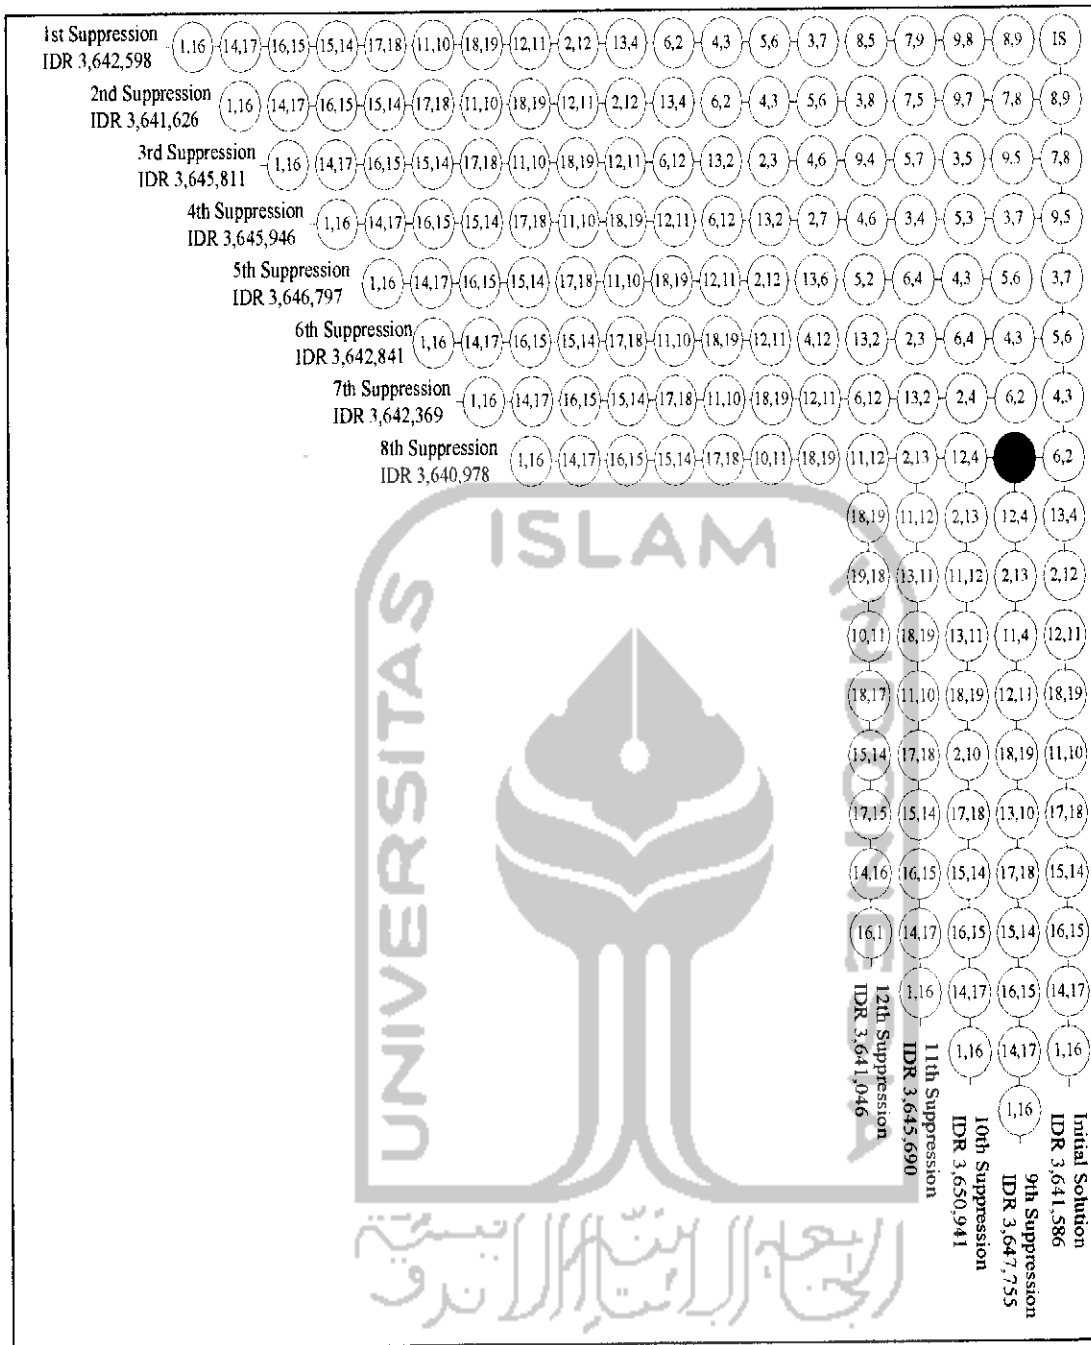 1st Suppression 1,16 14,17 16,15 15,14 17,18 11,10 18,19 12,11 2,12 13,4 6,2 4,3 5,6 3,7 8,5 7,9 9,8 8,9 IS
IDR 3,642,598
2nd Suppression 1,16 14,17 16,15 15,14 17,18 11,10 18,19 12,11 2,12 13,4 6,2 4,3 5,6 3,8 7,5 9,7 7,8 8,9
IDR 3,641,626
3rd Suppression 1,16 14,17 16,15 15,14 17,18 11,10 18,19 12,11 6,12 13,2 2,3 4,6 9,4 5,7 3,5 9,5 7,8
IDR 3,645,811
4th Suppression 1,16 14,17 16,15 15,14 17,18 11,10 18,19 12,11 6,12 13,2 2,7 4,6 3,4 5,3 3,7 9,5
IDR 3,645,946
5th Suppression 1,16 14,17 16,15 15,14 17,18 11,10 18,19 12,11 2,12 13,6 5,2 6,4 4,3 5,6 3,7
IDR 3,646,797
6th Suppression 1,16 14,17 16,15 15,14 17,18 11,10 18,19 12,11 4,12 13,2 2,3 6,4 4,3 5,6
IDR 3,642,841
7th Suppression 1,16 14,17 16,15 15,14 17,18 11,10 18,19 12,11 6,12 13,2 2,4 6,2 4,3
IDR 3,642,369
8th Suppression 1,16 14,17 16,15 15,14 17,18 10,11 18,19 11,12 2,13 12,4 6,2
IDR 3,640,978
18,19 11,12 2,13 12,4 13,4
19,18 13,11 11,12 2,13 2,12
10,11 18,19 13,11 11,4 12,11
18,17 11,10 18,19 12,11 18,19
15,14 17,18 2,10 18,19 11,10
17,15 15,14 17,18 13,10 17,18
14,16 16,15 15,14 17,18 15,14
16,1 14,17 16,15 15,14 16,15
1,16 14,17 16,15 14,17
1,16 14,17 1,16
1,16
12th Suppression
IDR 3,641,046
11th Suppression
IDR 3,645,690
10th Suppression
IDR 3,650,941
9th Suppression
IDR 3,647,755
Initial Solution
IDR 3,641,586
ISLAM
UNIVERSITAS
INDONESIA